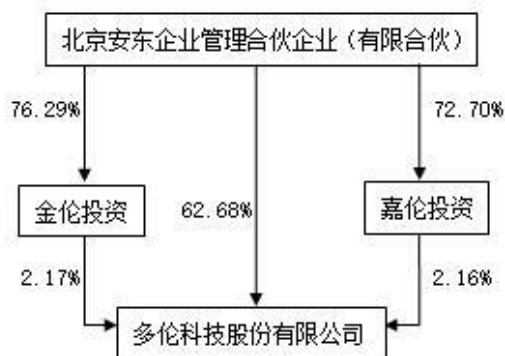 北京安东企业管理合伙企业（有限合伙）
76.29%
72.70%
金伦投资
62.68%
嘉伦投资
2.17%
2.16%
多伦科技股份有限公司